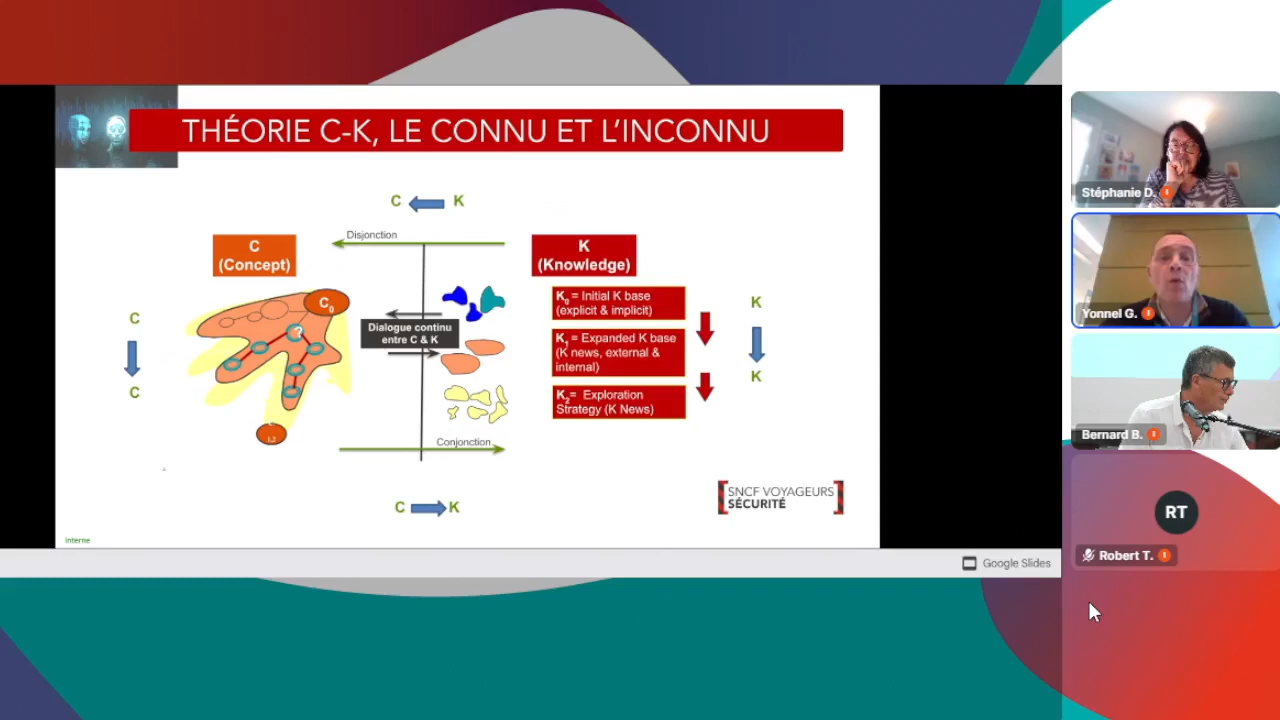 THÉORIE C-K, LE CONNU ET L'INCONNU
C
K
Disjonction
C
(Concept)
K
(Knowledge)
C0
?
K0 = Initial K base
(explicit & implicit)
K1 = Expanded K base
(K news, external &
internal)
K2= Exploration
Strategy (K News)
Dialogue continu
entre C & K
C
C
K
K
Conjonction
C
K
SNCF VOYAGEURS
SÉCURITÉ
Interne
Google Slides
Stéphanie D.
Yonnel G.
Bernard B.
RT
Robert T.